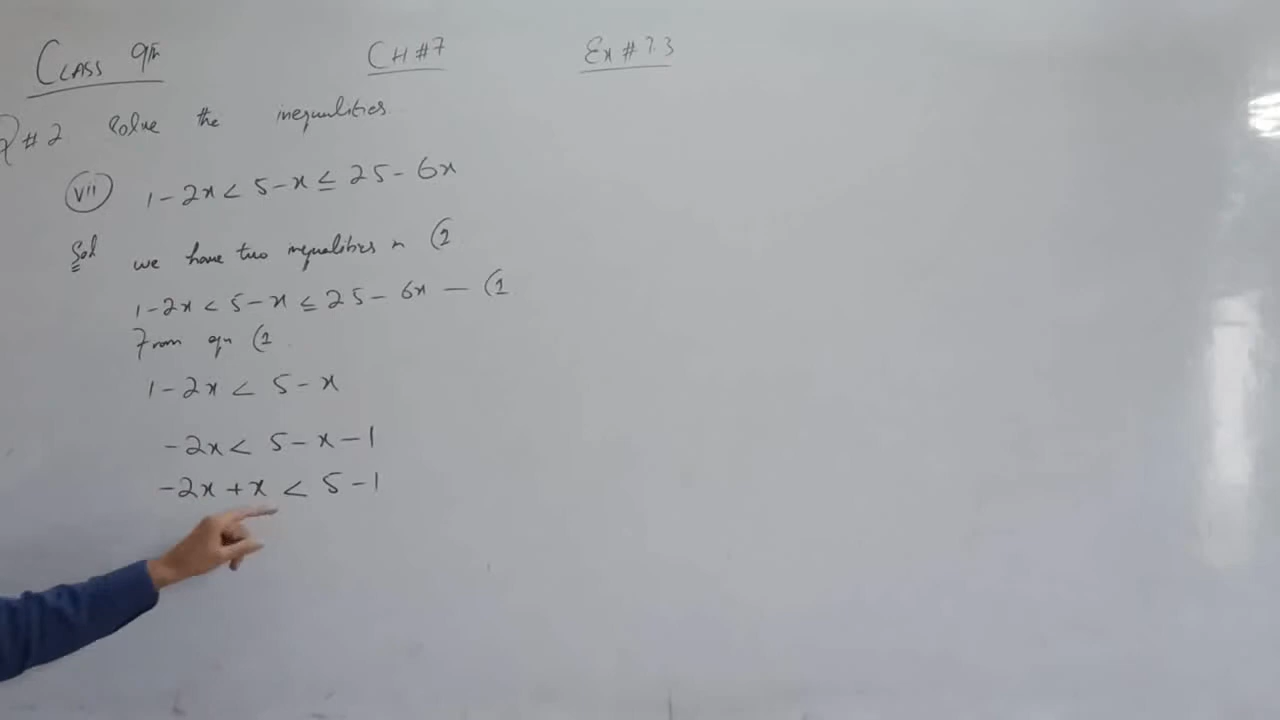 CLASS 9th CH#7 Ex#7.3
Q#2 Solve the inequalities.
vii 1-2x < 5-x ≤ 25-6x
Sol we have two inequalities in (1
1-2x < 5-x ≤ 25-6x — (1
From eqn (1
1-2x < 5-x
-2x < 5-x-1
-2x+x < 5-1